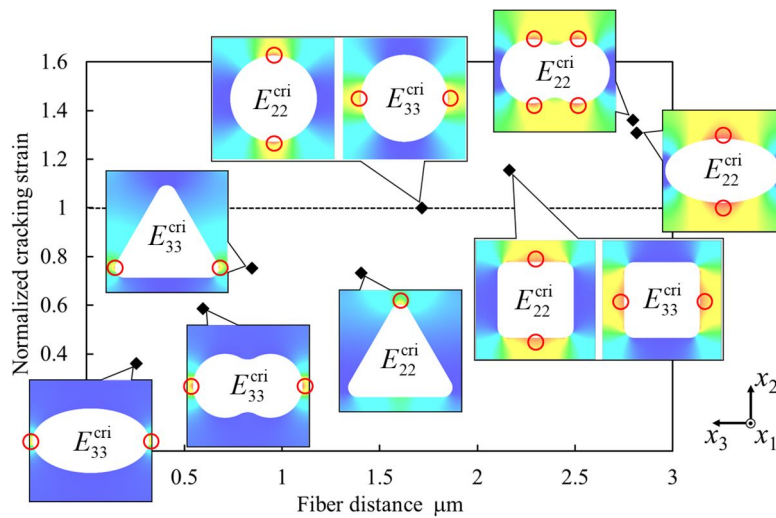 1.6
1.4
1.2
1
0.8
0.6
0.4
Normalized cracking strain
E₂₂ᶜʳⁱ
E₃₃ᶜʳⁱ
E₂₂ᶜʳⁱ
E₂₂ᶜʳⁱ
E₃₃ᶜʳⁱ
E₂₂ᶜʳⁱ
E₃₃ᶜʳⁱ
E₂₂ᶜʳⁱ
E₃₃ᶜʳⁱ
E₃₃ᶜʳⁱ
x₂
x₃
x₁
0.5
1
1.5
2
2.5
3
Fiber distance μm